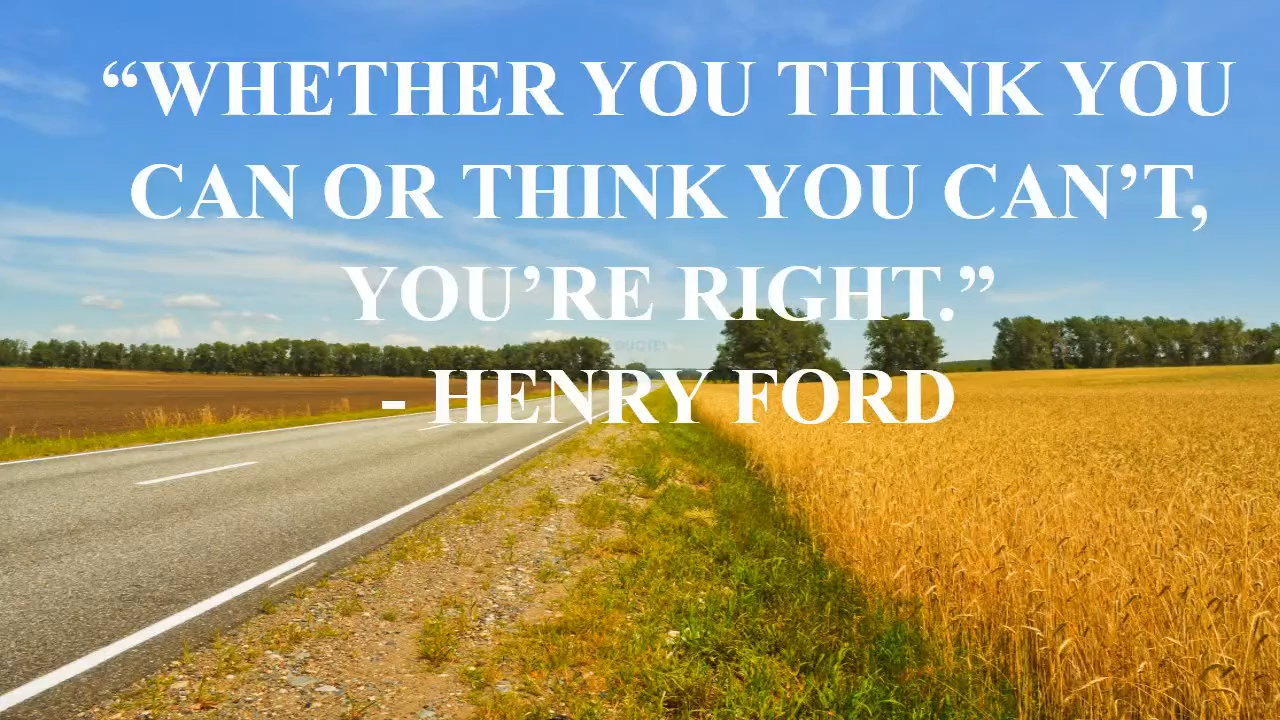 “WHETHER YOU THINK YOU
CAN OR THINK YOU CAN’T,
YOU’RE RIGHT.”
- HENRY FORD